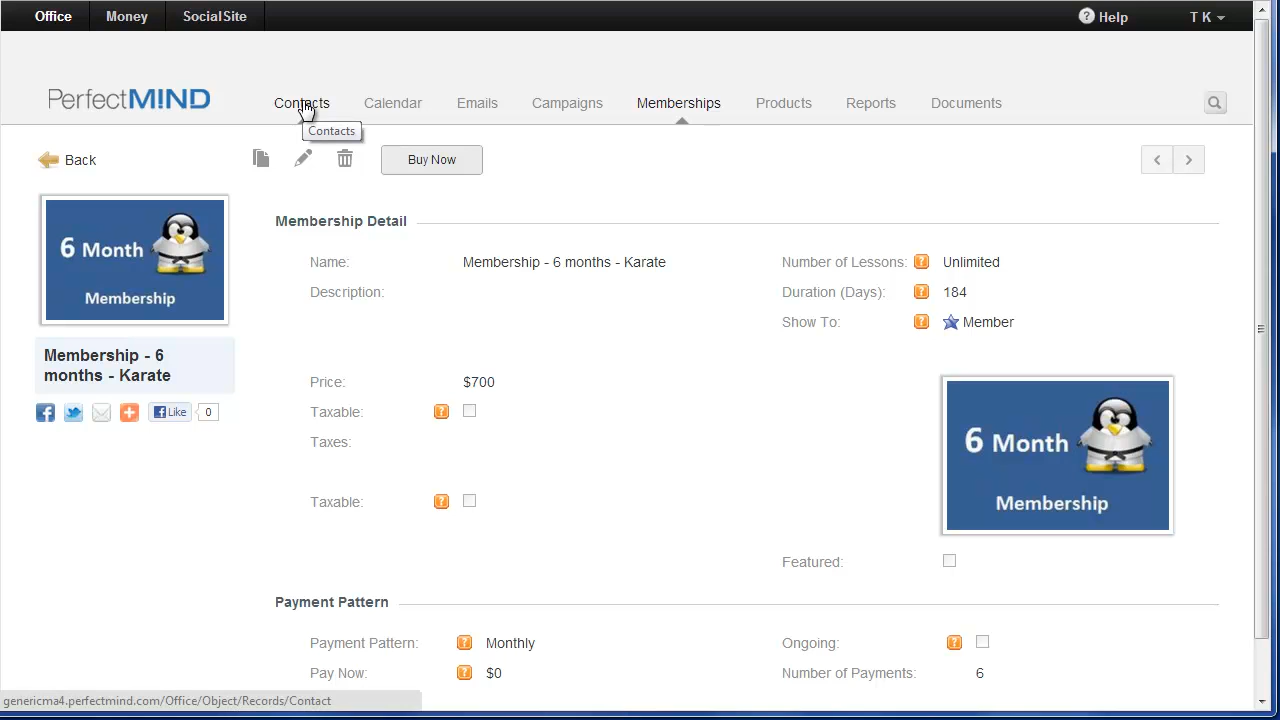 Office Money SocialSite Help T K
PerfectMIND Contacts Calendar Emails Campaigns Memberships Products Reports Documents
Contacts
Back Buy Now
6 Month
Membership
Membership - 6
months - Karate
Like 0
Membership Detail
Name: Membership - 6 months - Karate Number of Lessons: ? Unlimited
Description: Duration (Days): ? 184
Show To: ? Member
Price: $700
Taxable: ?
Taxes:
Taxable: ?
6 Month
Membership
Featured:
Payment Pattern
Payment Pattern: ? Monthly Ongoing: ?
Pay Now: ? $0 Number of Payments: 6
genericma4.perfectmind.com/Office/Object/Records/Contact